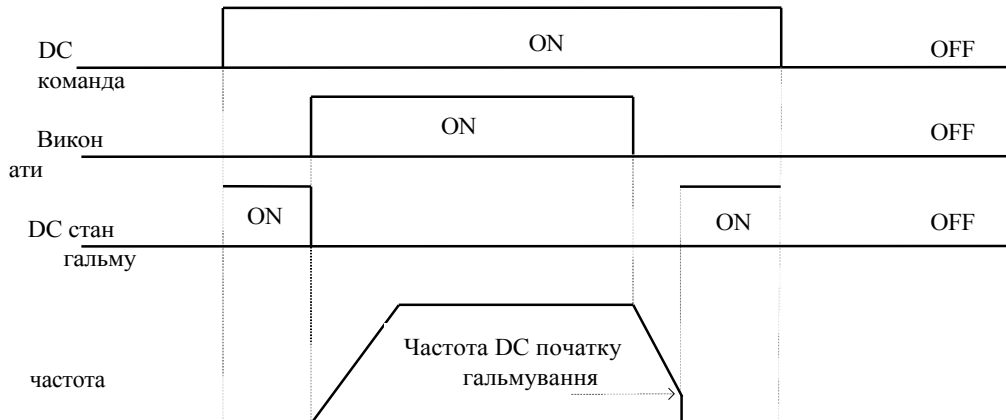 ON
OFF
DC
команда
ON
OFF
Викон
ати
ON
ON
OFF
DC стан
гальму
Частота DC початку
гальмування
частота